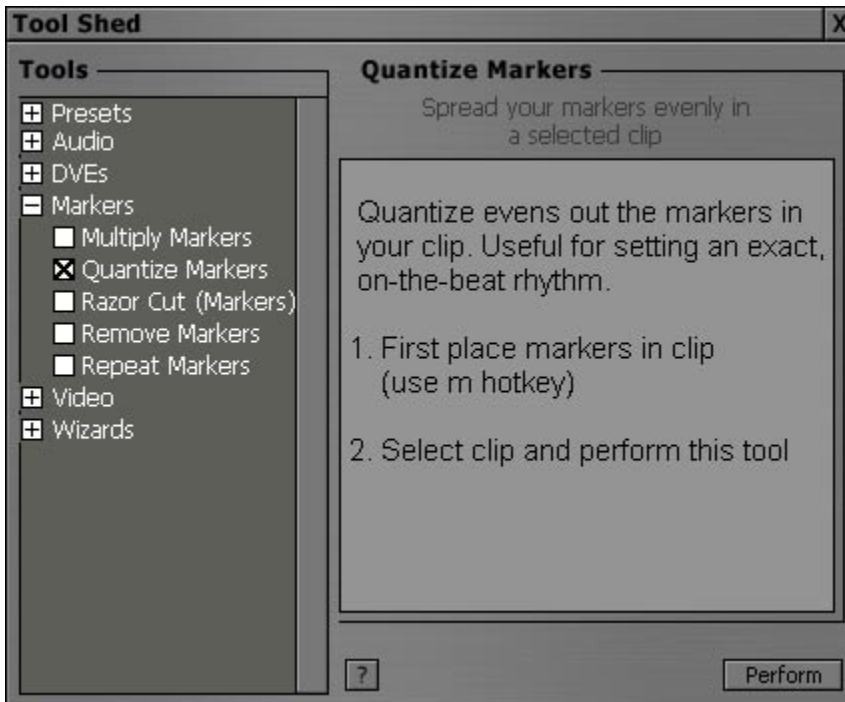 Tool Shed
X
Tools
Presets
Audio
DVEs
Markers
Multiply Markers
Quantize Markers
Razor Cut (Markers)
Remove Markers
Repeat Markers
Video
Wizards
Quantize Markers
Spread your markers evenly in
a selected clip
Quantize evens out the markers in
your clip. Useful for setting an exact,
on-the-beat rhythm.
1. First place markers in clip
(use m hotkey)
2. Select clip and perform this tool
?
Perform